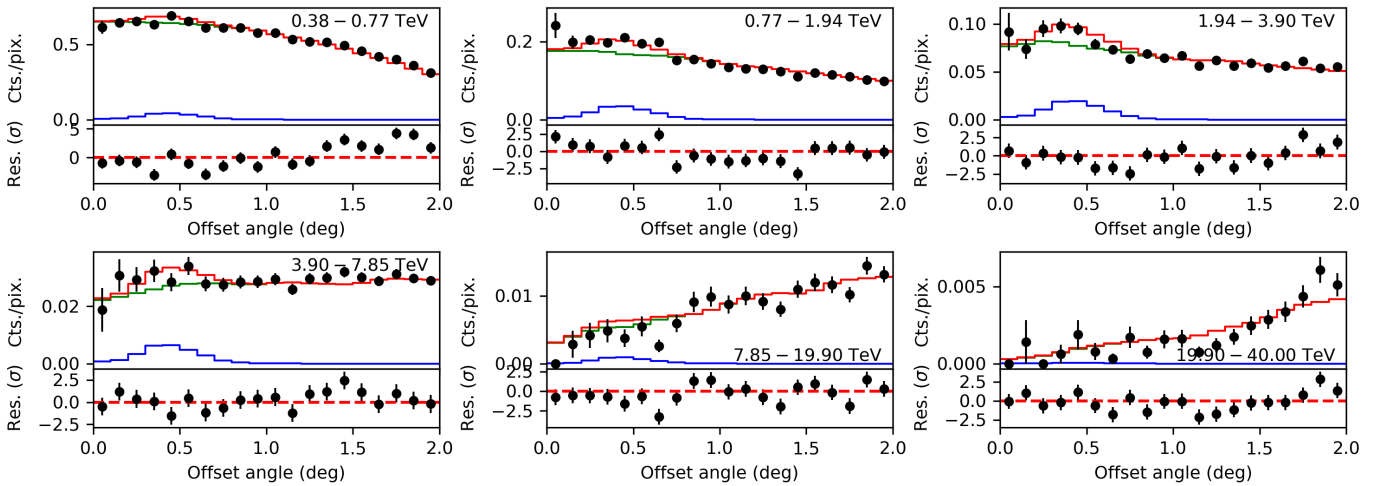 0.38 − 0.77 TeV
Cts./pix.
0.5
0.0
Res. (σ)
5
0
0.0 0.5 1.0 1.5 2.0
Offset angle (deg)
0.77 − 1.94 TeV
Cts./pix.
0.2
0.0
Res. (σ)
2.5
0.0
−2.5
0.0 0.5 1.0 1.5 2.0
Offset angle (deg)
1.94 − 3.90 TeV
Cts./pix.
0.10
0.05
0.00
Res. (σ)
2.5
0.0
−2.5
0.0 0.5 1.0 1.5 2.0
Offset angle (deg)
3.90 − 7.85 TeV
Cts./pix.
0.02
0.00
Res. (σ)
2.5
0.0
−2.5
0.0 0.5 1.0 1.5 2.0
Offset angle (deg)
7.85 − 19.90 TeV
Cts./pix.
0.01
0.00
Res. (σ)
2.5
0.0
−2.5
0.0 0.5 1.0 1.5 2.0
Offset angle (deg)
19.90 − 40.00 TeV
Cts./pix.
0.005
0.000
Res. (σ)
2.5
0.0
−2.5
0.0 0.5 1.0 1.5 2.0
Offset angle (deg)